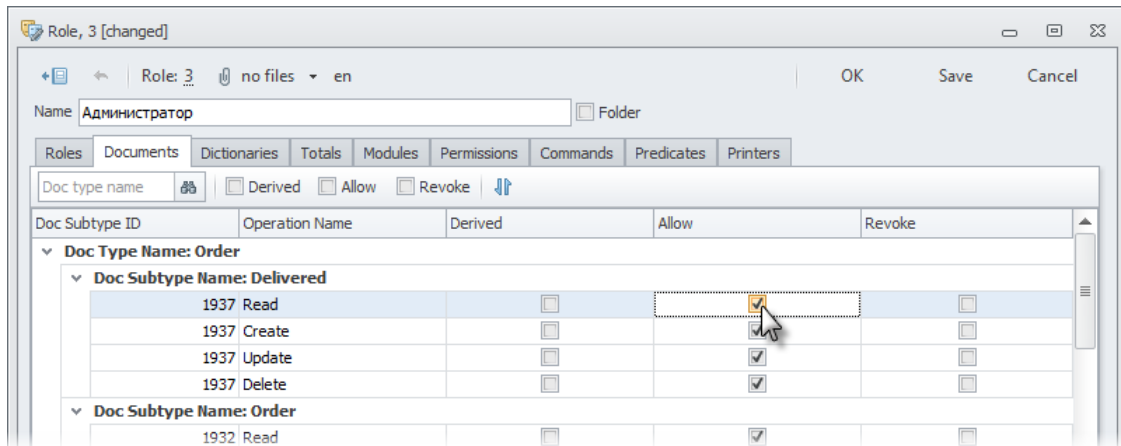 Role, 3 [changed]
Role: 3 no files en OK Save Cancel
Name Администратор Folder
Roles Documents Dictionaries Totals Modules Permissions Commands Predicates Printers
Doc type name Derived Allow Revoke
Doc Subtype ID Operation Name Derived Allow Revoke
Doc Type Name: Order
Doc Subtype Name: Delivered
1937 Read
1937 Create
1937 Update
1937 Delete
Doc Subtype Name: Order
1932 Read